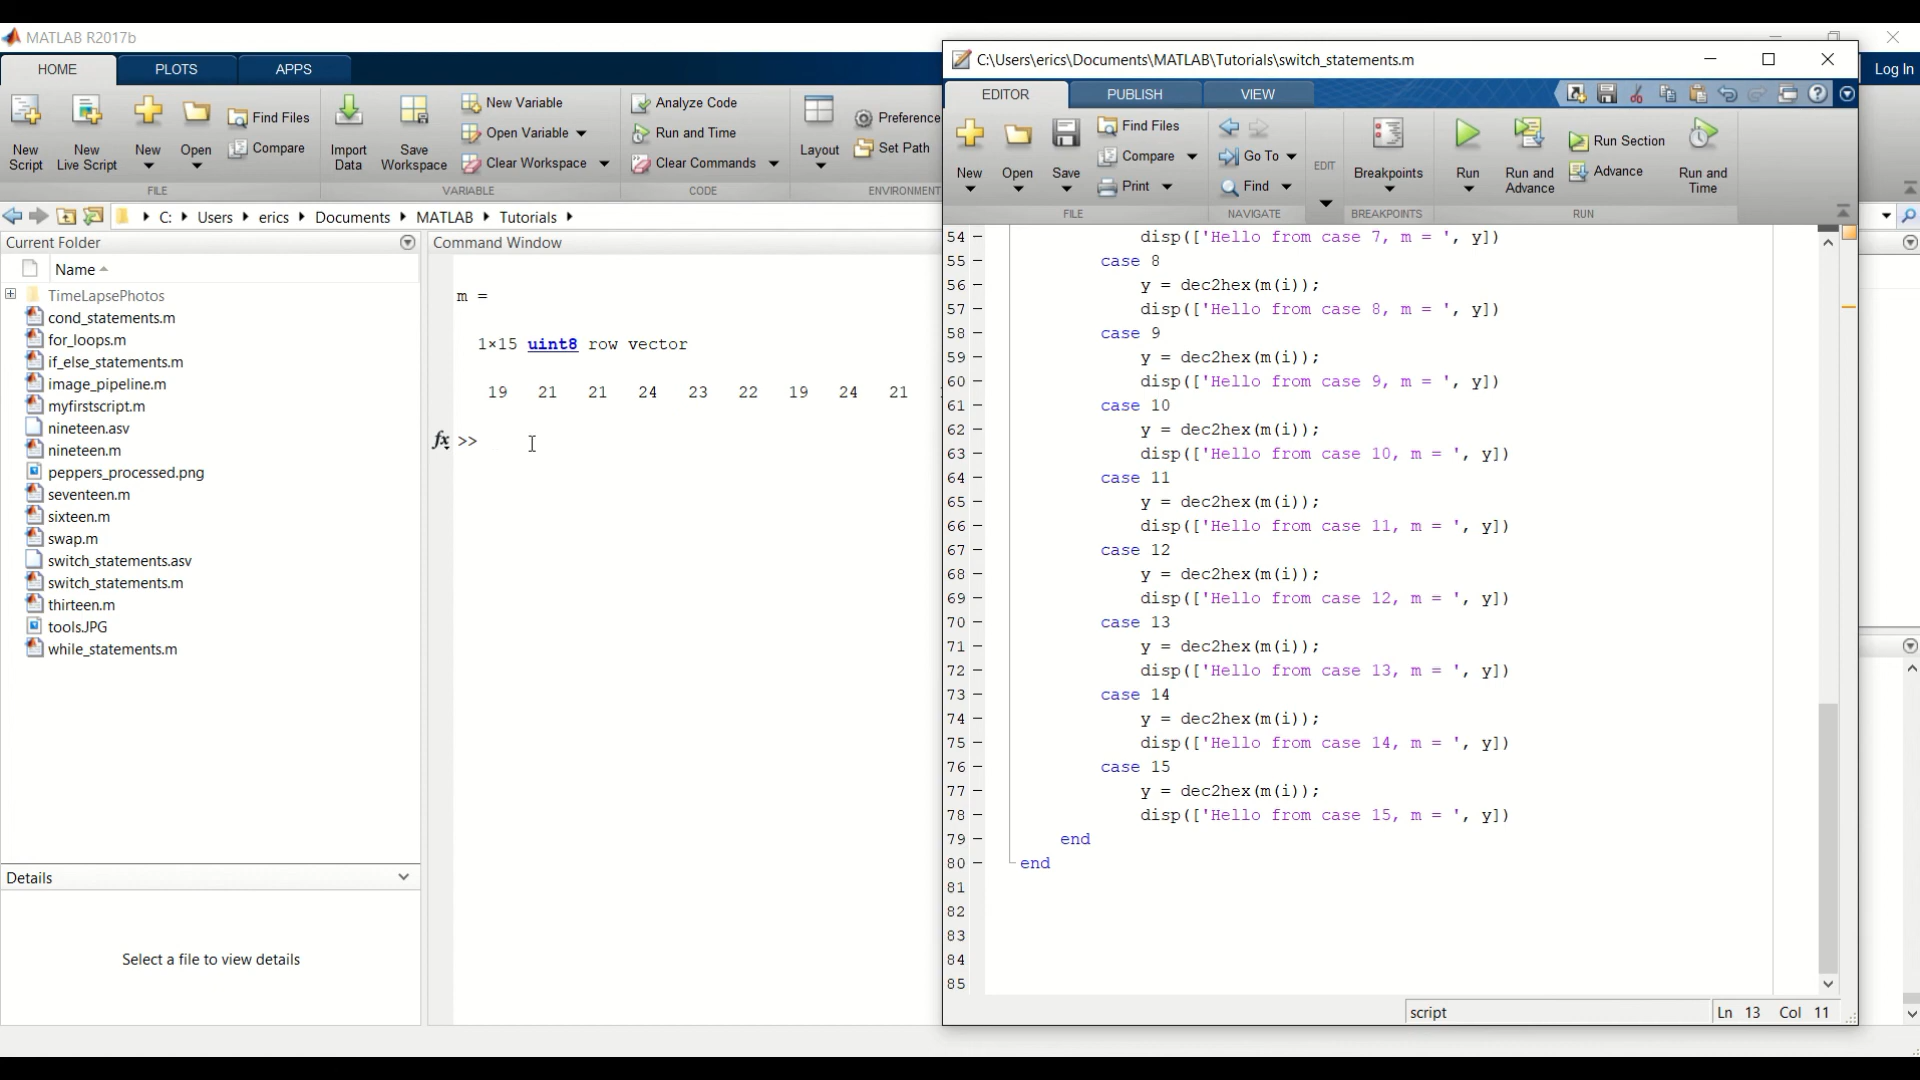 MATLAB R2017b
HOME
PLOTS
APPS
New Script
New Live Script
New
Open
Find Files
Compare
Import Data
Save Workspace
New Variable
Open Variable
Clear Workspace
Analyze Code
Run and Time
Clear Commands
Layout
Preference
Set Path
FILE
VARIABLE
CODE
ENVIRONMENT
Log In
C: Users erics Documents MATLAB Tutorials
Current Folder
Name
TimeLapsePhotos
cond_statements.m
for_loops.m
if_else_statements.m
image_pipeline.m
myfirstscript.m
nineteen.asv
nineteen.m
peppers_processed.png
seventeen.m
sixteen.m
swap.m
switch_statements.asv
switch_statements.m
thirteen.m
tools.JPG
while_statements.m
Details
Select a file to view details
Command Window
m =
1×15 uint8 row vector
19 21 21 24 23 22 19 24 21
fx >>
C:\Users\erics\Documents\MATLAB\Tutorials\switch_statements.m
EDITOR
PUBLISH
VIEW
New
Open
Save
Find Files
Compare
Print
Go To
Find
EDIT
Breakpoints
Run
Run and Advance
Run Section
Advance
Run and Time
FILE
NAVIGATE
BREAKPOINTS
RUN
54 – disp(['Hello from case 7, m = ', y])
55 – case 8
56 – y = dec2hex(m(i));
57 – disp(['Hello from case 8, m = ', y])
58 – case 9
59 – y = dec2hex(m(i));
60 – disp(['Hello from case 9, m = ', y])
61 – case 10
62 – y = dec2hex(m(i));
63 – disp(['Hello from case 10, m = ', y])
64 – case 11
65 – y = dec2hex(m(i));
66 – disp(['Hello from case 11, m = ', y])
67 – case 12
68 – y = dec2hex(m(i));
69 – disp(['Hello from case 12, m = ', y])
70 – case 13
71 – y = dec2hex(m(i));
72 – disp(['Hello from case 13, m = ', y])
73 – case 14
74 – y = dec2hex(m(i));
75 – disp(['Hello from case 14, m = ', y])
76 – case 15
77 – y = dec2hex(m(i));
78 – disp(['Hello from case 15, m = ', y])
79 – end
80 – end
81
82
83
84
85
script
Ln 13 Col 11